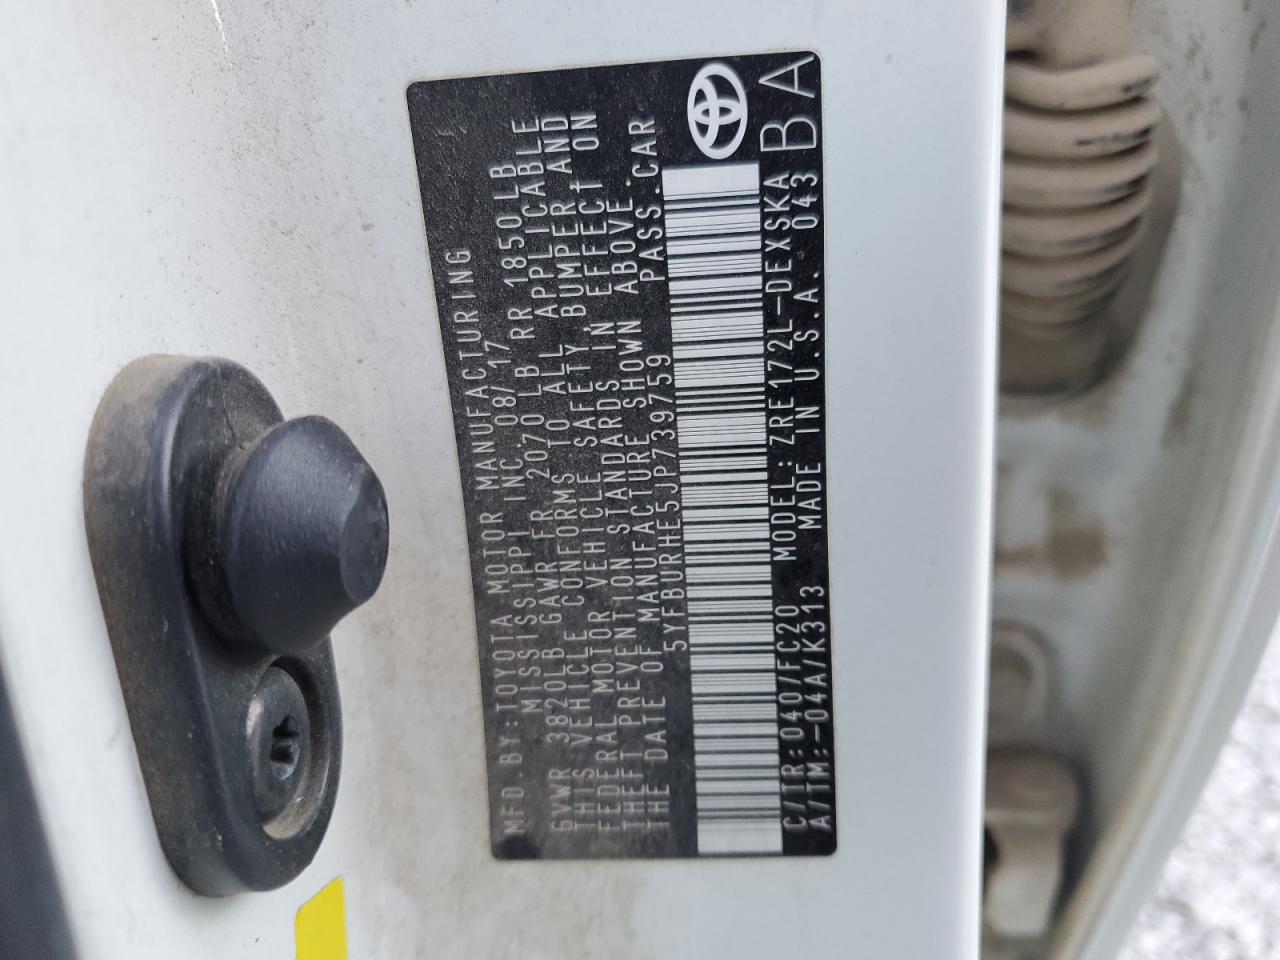 MFD.BY:TOYOTA MOTOR MANUFACTURING
MISSISSIPPI INC. 08/17
GVWR 3820LB GAWR FR 2070 LB RR 1850LB
THIS VEHICLE CONFORMS TO ALL APPLICABLE
FEDERAL MOTOR VEHICLE SAFETY,BUMPER AND
THEFT PREVENTION STANDARDS IN EFFECT ON
THE DATE OF MANUFACTURE SHOWN ABOVE.
5YFBURHE5JP739759 PASS.CAR
C/TR:040/FC20 MODEL:ZRE172L-DEXSKA BA
A/TM:-04A/K313 MADE IN U.S.A. 043